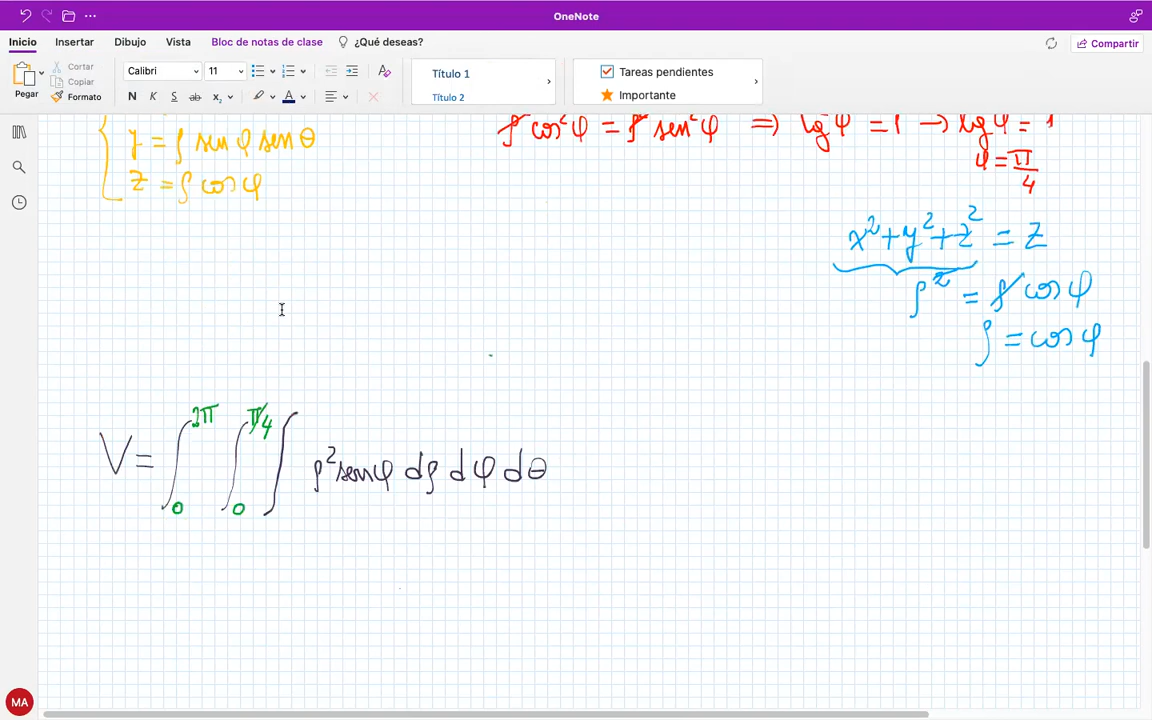 OneNote
Inicio Insertar Dibujo Vista Bloc de notas de clase ¿Qué deseas? Compartir
Pegar Cortar Copiar Formato
Calibri 11
N K S ab x₂ A
Título 1
Título 2
Tareas pendientes
Importante
y = ρ sen φ sen θ
z = ρ cos φ
ρ² cos² φ = ρ² sen² φ ⇒ tg² φ = 1 → tg φ = 1
φ = π/4
x² + y² + z² = z
ρ² = ρ cos φ
ρ = cos φ
V = ∫₀^{2π} ∫₀^{π/4} ∫ ρ² sen φ dρ dφ dθ
MA